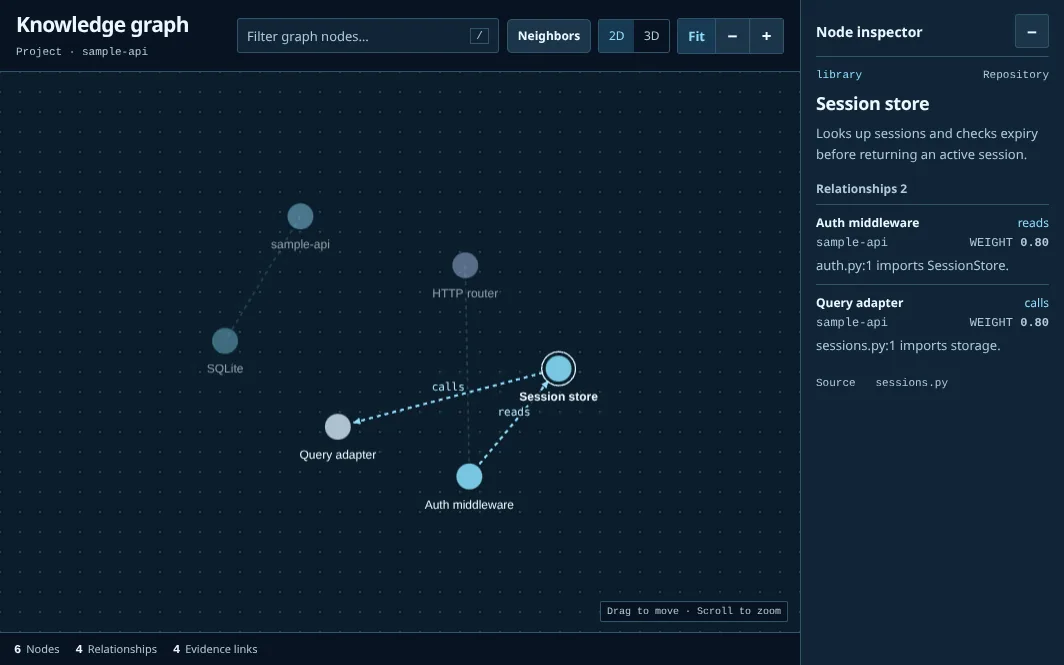 Knowledge graph
Project · sample-api
Filter graph nodes... /
Neighbors
2D 3D
Fit − +
sample-api
HTTP router
SQLite
calls
Session store
reads
Query adapter
Auth middleware
Drag to move · Scroll to zoom
6 Nodes 4 Relationships 4 Evidence links
Node inspector −
library Repository
Session store
Looks up sessions and checks expiry
before returning an active session.
Relationships 2
Auth middleware reads
sample-api WEIGHT 0.80
auth.py:1 imports SessionStore.
Query adapter calls
sample-api WEIGHT 0.80
sessions.py:1 imports storage.
Source sessions.py